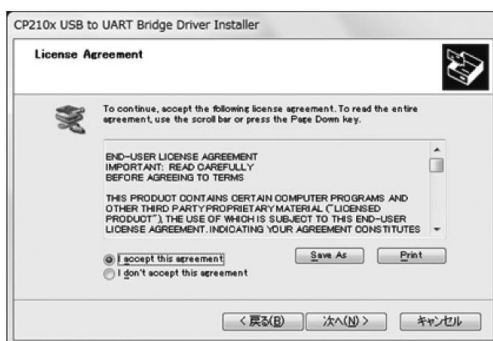 CP210x USB to UART Bridge Driver Installer
License Agreement
To continue, accept the following license agreement. To read the entire
agreement, use the scroll bar or press the Page Down key.
END-USER LICENSE AGREEMENT
IMPORTANT: READ CAREFULLY
BEFORE AGREEING TO TERMS
THIS PRODUCT CONTAINS CERTAIN COMPUTER PROGRAMS AND
OTHER THIRD PARTY PROPRIETARY MATERIAL ("LICENSED
PRODUCT"), THE USE OF WHICH IS SUBJECT TO THIS END-USER
LICENSE AGREEMENT. INDICATING YOUR AGREEMENT CONSTITUTES
I accept this agreement
Save As
Print
I don't accept this agreement
< 戻る(B)
次へ(N) >
キャンセル